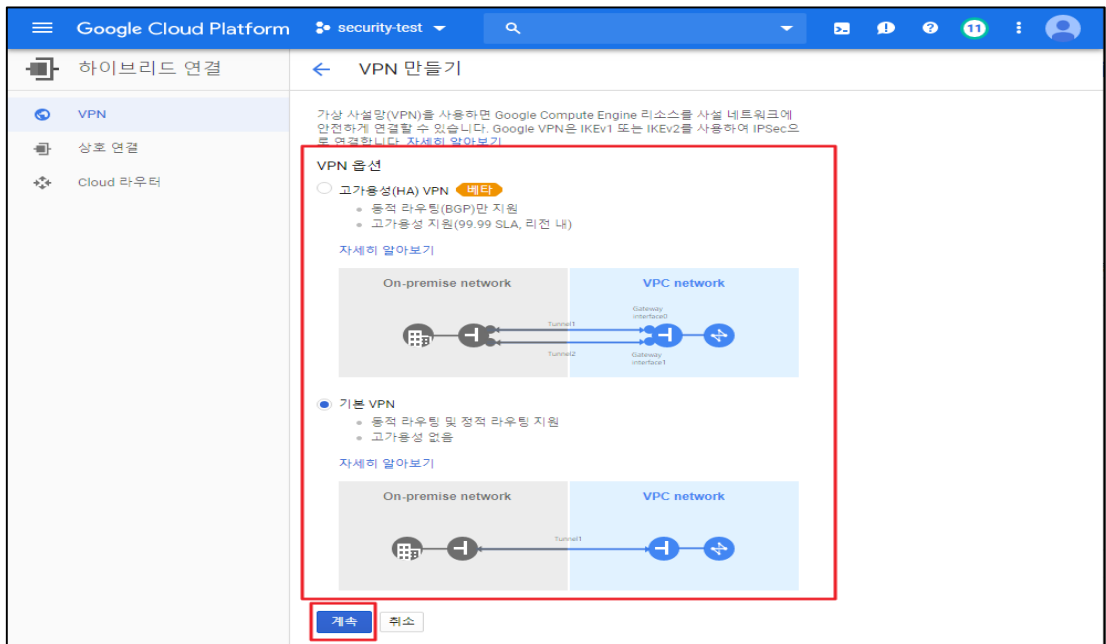 Google Cloud Platform
security-test
11
하이브리드 연결
VPN 만들기
VPN
상호 연결
Cloud 라우터
가상 사설망(VPN)을 사용하면 Google Compute Engine 리소스를 사설 네트워크에
안전하게 연결할 수 있습니다. Google VPN은 IKEv1 또는 IKEv2를 사용하여 IPSec으
로 연결합니다. 자세히 알아보기
VPN 옵션
고가용성(HA) VPN 베타
동적 라우팅(BGP)만 지원
고가용성 지원(99.99 SLA, 리전 내)
자세히 알아보기
On-premise network
VPC network
Gateway
interface0
Tunnel1
Tunnel2
Gateway
interface1
기본 VPN
동적 라우팅 및 정적 라우팅 지원
고가용성 없음
자세히 알아보기
On-premise network
VPC network
Tunnel1
계속
취소